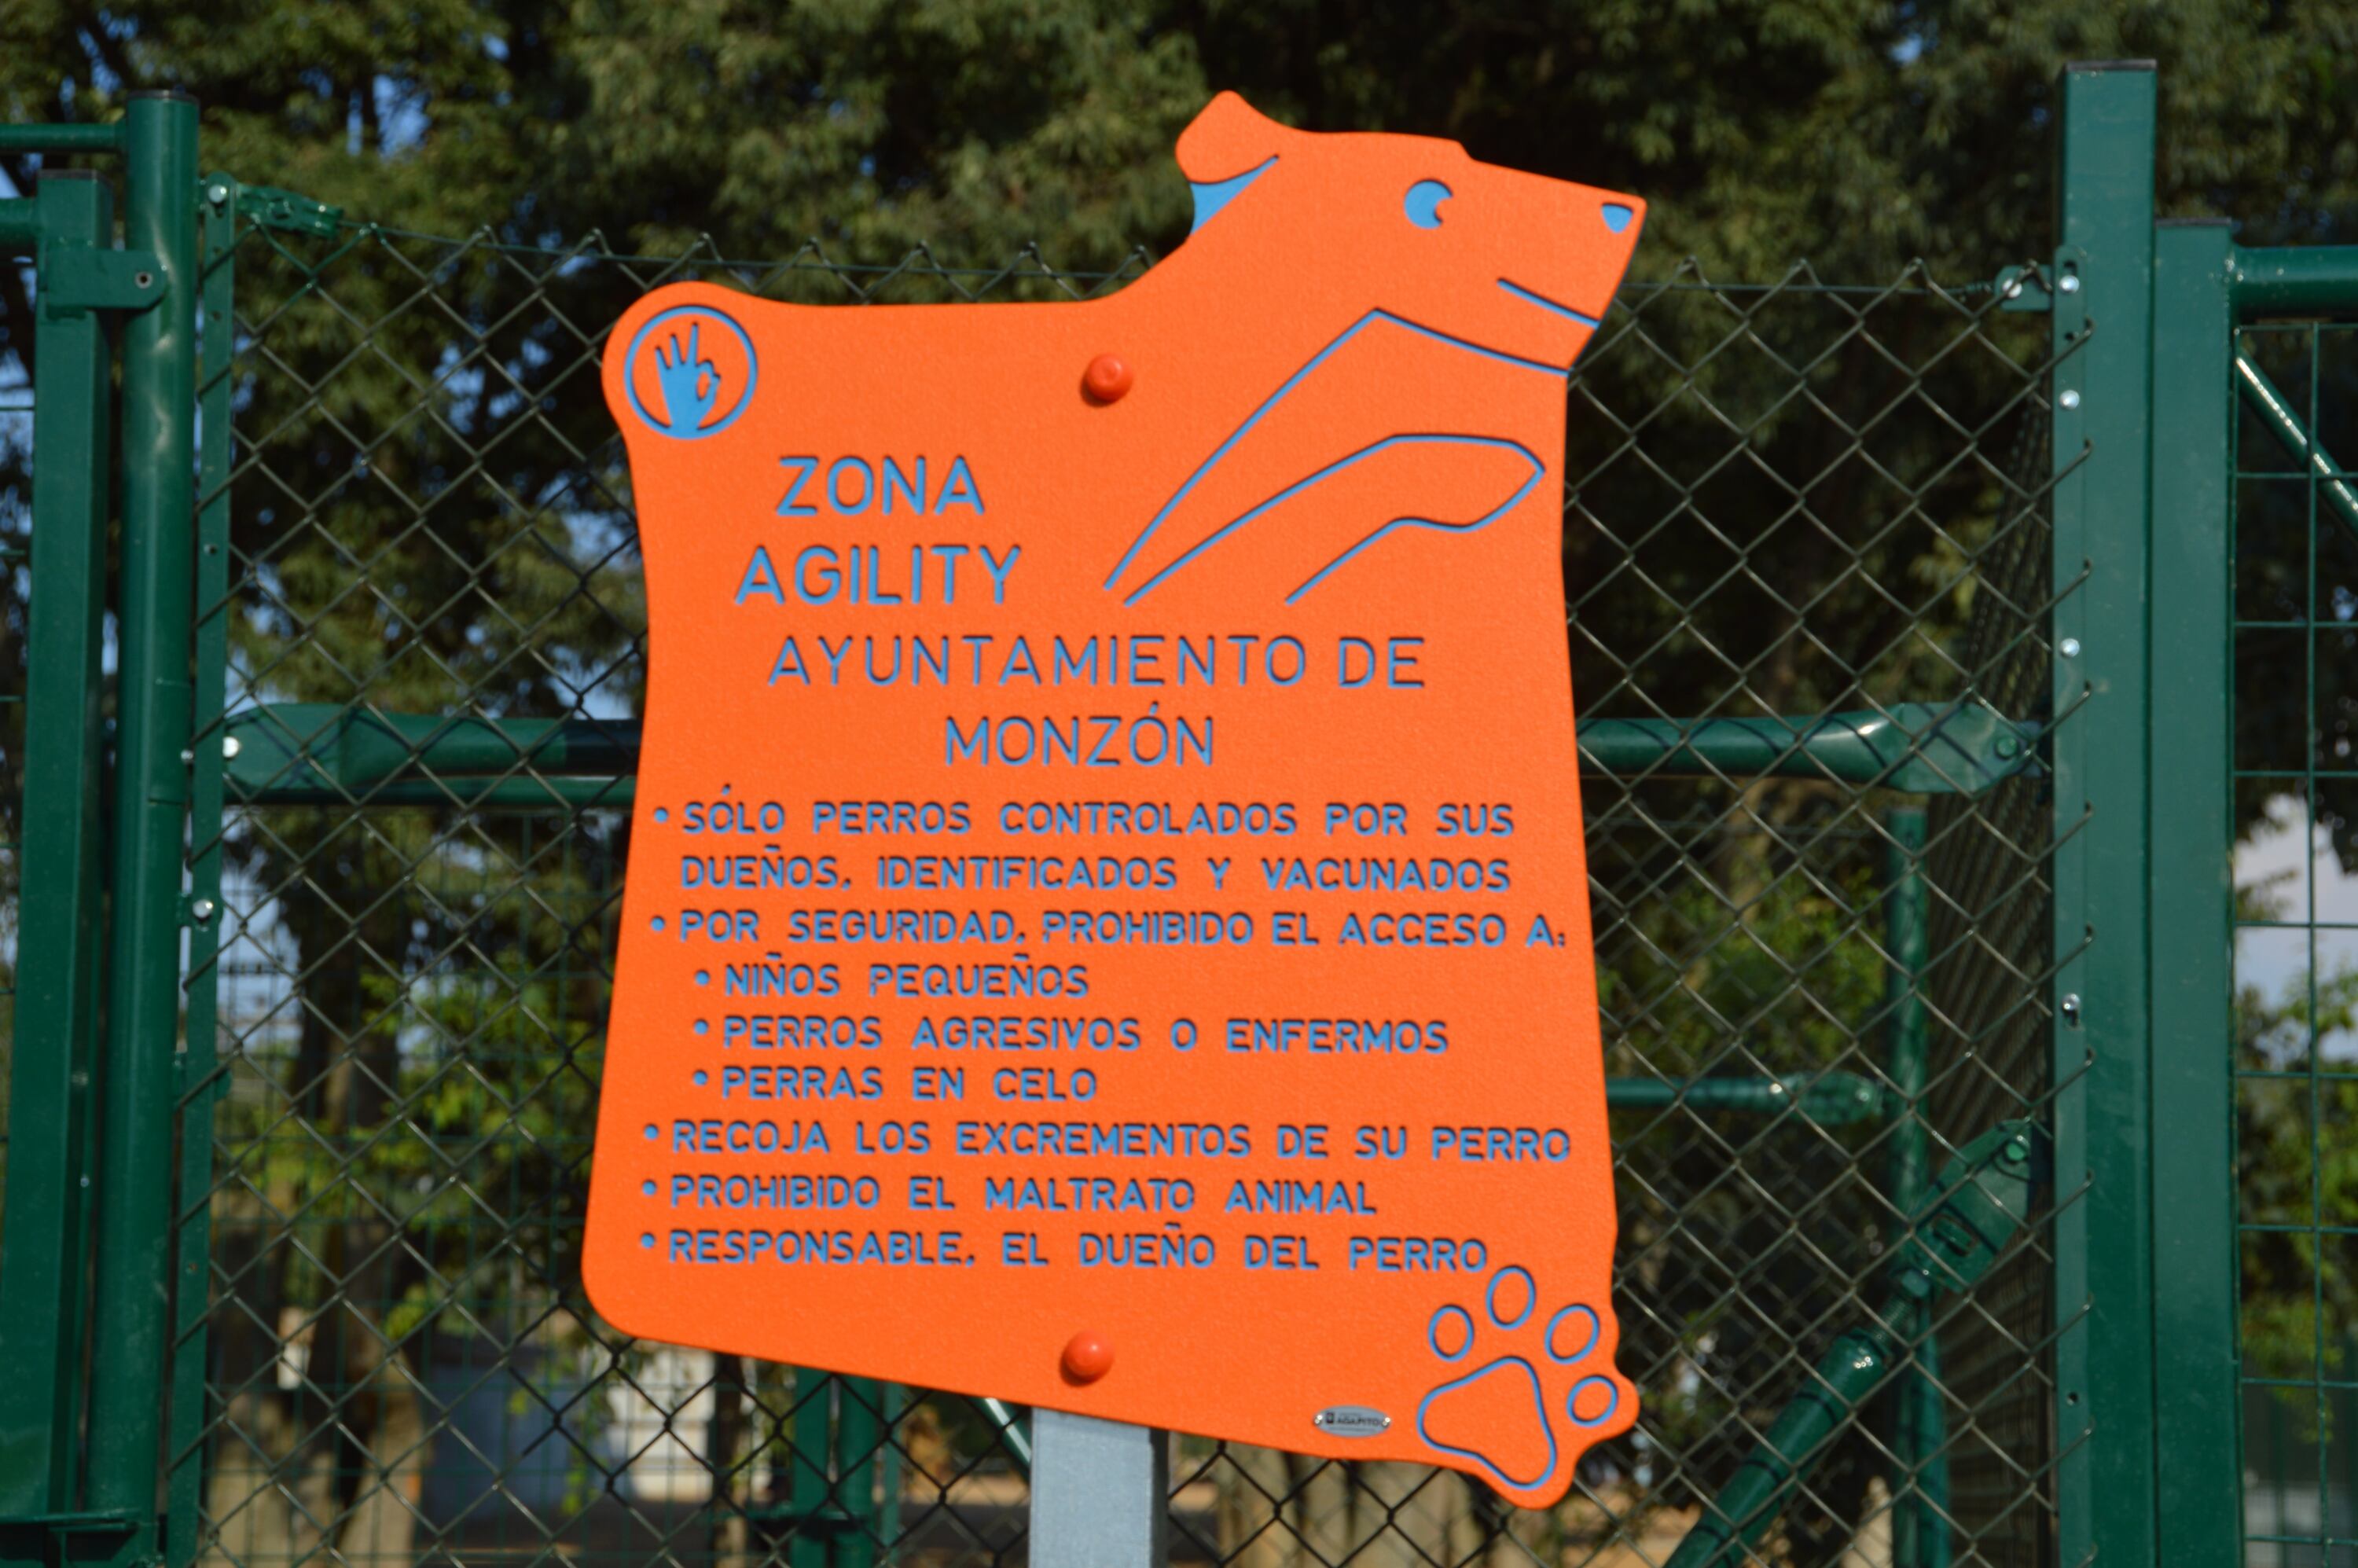 ZONA
AGILITY
AYUNTAMIENTO DE
MONZÓN
• SÓLO PERROS CONTROLADOS POR SUS
DUEÑOS, IDENTIFICADOS Y VACUNADOS
• POR SEGURIDAD, PROHIBIDO EL ACCESO A:
• NIÑOS PEQUEÑOS
• PERROS AGRESIVOS O ENFERMOS
• PERRAS EN CELO
• RECOJA LOS EXCREMENTOS DE SU PERRO
• PROHIBIDO EL MALTRATO ANIMAL
• RESPONSABLE, EL DUEÑO DEL PERRO
AGAPITO